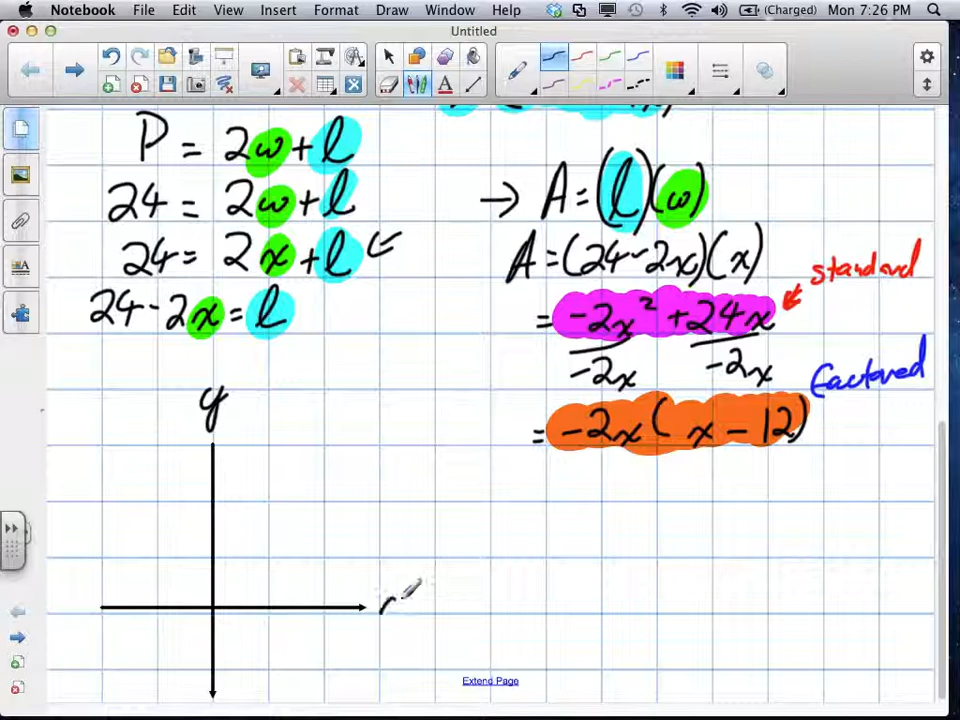 Notebook File Edit View Insert Format Draw Window Help (Charged) Mon 7:26 PM
Untitled
P = 2w+l
24 = 2w+l
24 = 2x+l
24-2x=l
→ A=(l)(w)
A=(24-2x)(x)
= -2x² +24x
standard
-2x -2x
factored
= -2x( x - 12)
y
Extend Page